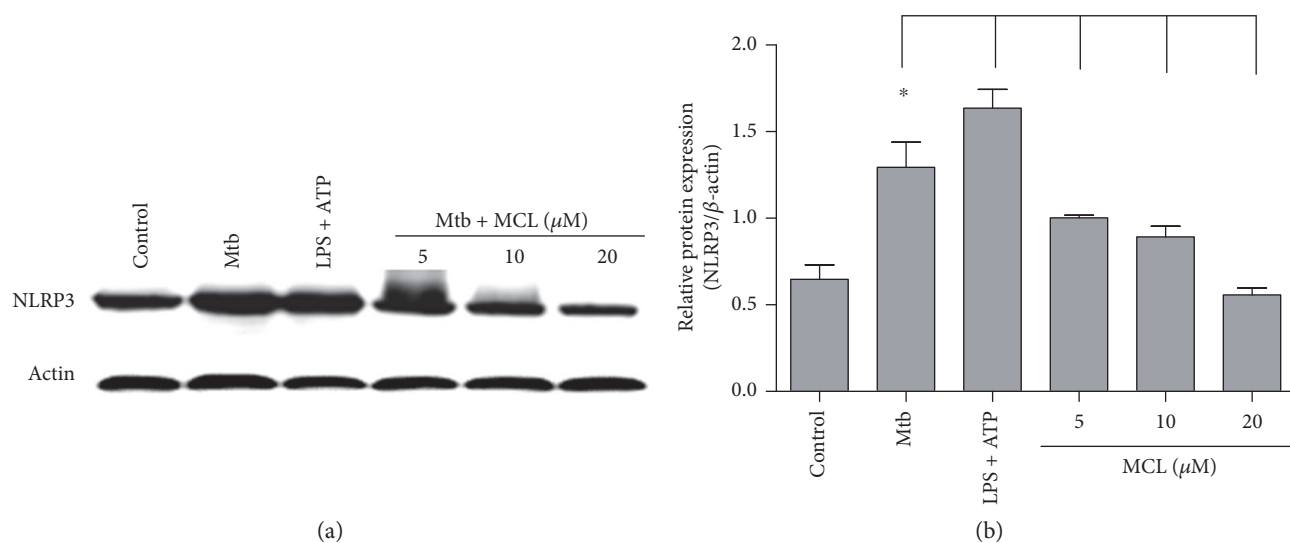 Control
Mtb
LPS + ATP
Mtb + MCL (μM)
5 10 20
NLRP3
Actin
(a)
2.0
1.5
1.0
0.5
0.0
Relative protein expression
(NLRP3/β-actin)
*
Control
Mtb
LPS + ATP
5 10 20
MCL (μM)
(b)